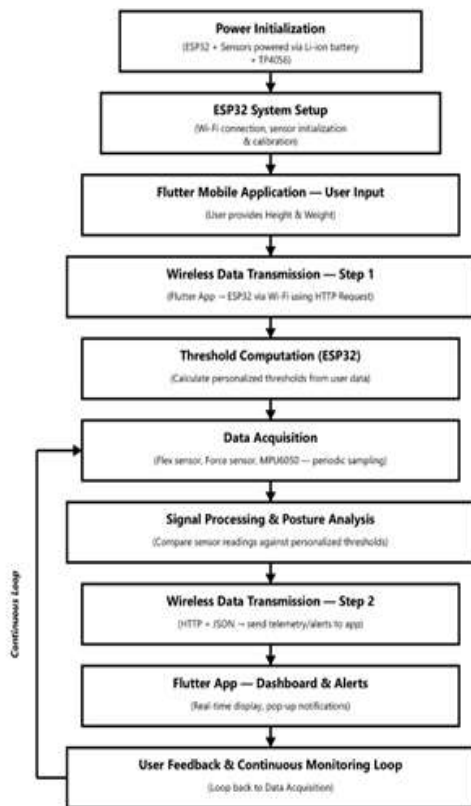 Power Initialization
(ESP32 + Sensors powered via Li-ion battery
+ TP4056)
ESP32 System Setup
(Wi-Fi connection, sensor initialization
& calibration)
Flutter Mobile Application — User Input
(User provides Height & Weight)
Wireless Data Transmission — Step 1
(Flutter App → ESP32 via Wi-Fi using HTTP Request)
Threshold Computation (ESP32)
(Calculate personalized thresholds from user data)
Data Acquisition
(Flex sensor, Force sensor, MPU6050 — periodic sampling)
Signal Processing & Posture Analysis
(Compare sensor readings against personalized thresholds)
Wireless Data Transmission — Step 2
(HTTP + JSON → send telemetry/alerts to app)
Flutter App — Dashboard & Alerts
(Real-time display, pop-up notifications)
User Feedback & Continuous Monitoring Loop
(Loop back to Data Acquisition)
Continuous Loop